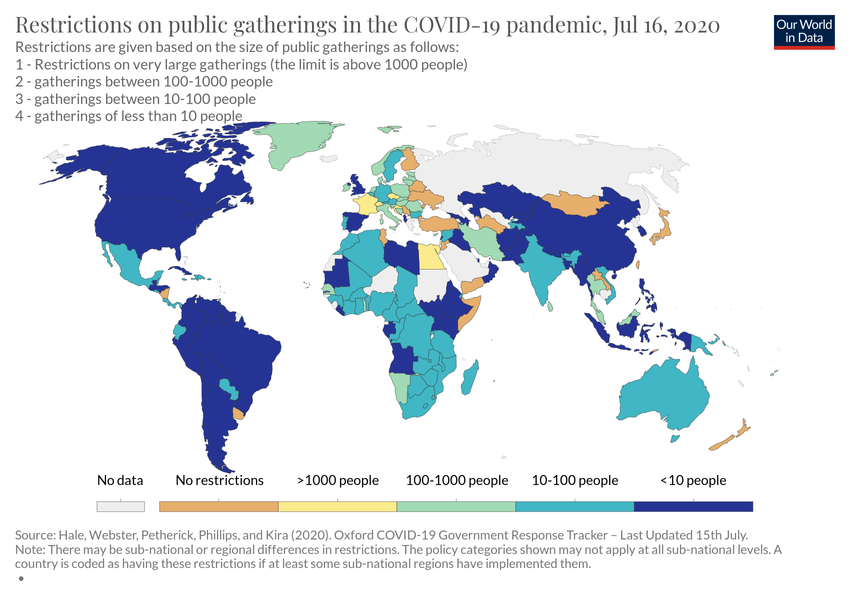 Restrictions on public gatherings in the COVID-19 pandemic, Jul 16, 2020
Our World
in Data
Restrictions are given based on the size of public gatherings as follows:
1 - Restrictions on very large gatherings (the limit is above 1000 people)
2 - gatherings between 100-1000 people
3 - gatherings between 10-100 people
4 - gatherings of less than 10 people
No data
No restrictions
>1000 people
100-1000 people
10-100 people
<10 people
Source: Hale, Webster, Petherick, Phillips, and Kira (2020). Oxford COVID-19 Government Response Tracker – Last Updated 15th July.
Note: There may be sub-national or regional differences in restrictions. The policy categories shown may not apply at all sub-national levels. A
country is coded as having these restrictions if at least some sub-national regions have implemented them.
•